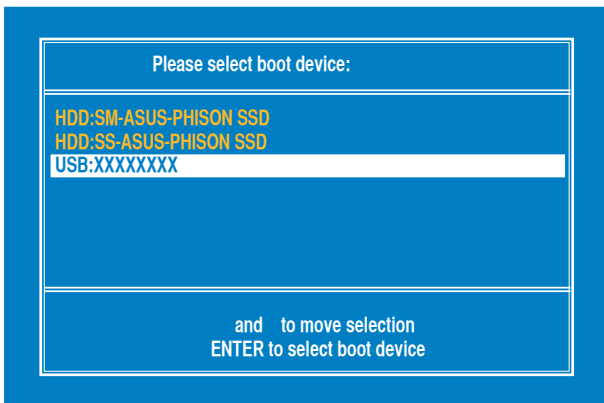 Please select boot device:
HDD:SM-ASUS-PHISON SSD
HDD:SS-ASUS-PHISON SSD
USB:XXXXXXXX
and to move selection
ENTER to select boot device